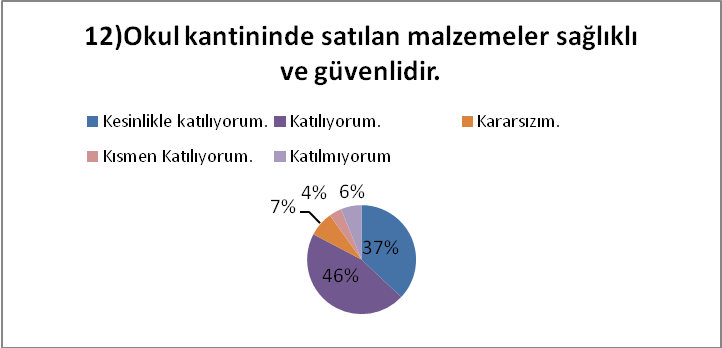 12)Okul kantininde satılan malzemeler sağlıklı
ve güvenlidir.
Kesinlikle katılıyorum. Katılıyorum. Kararsızım.
Kısmen Katılıyorum. Katılmıyorum
4% 6%
7%
37%
46%